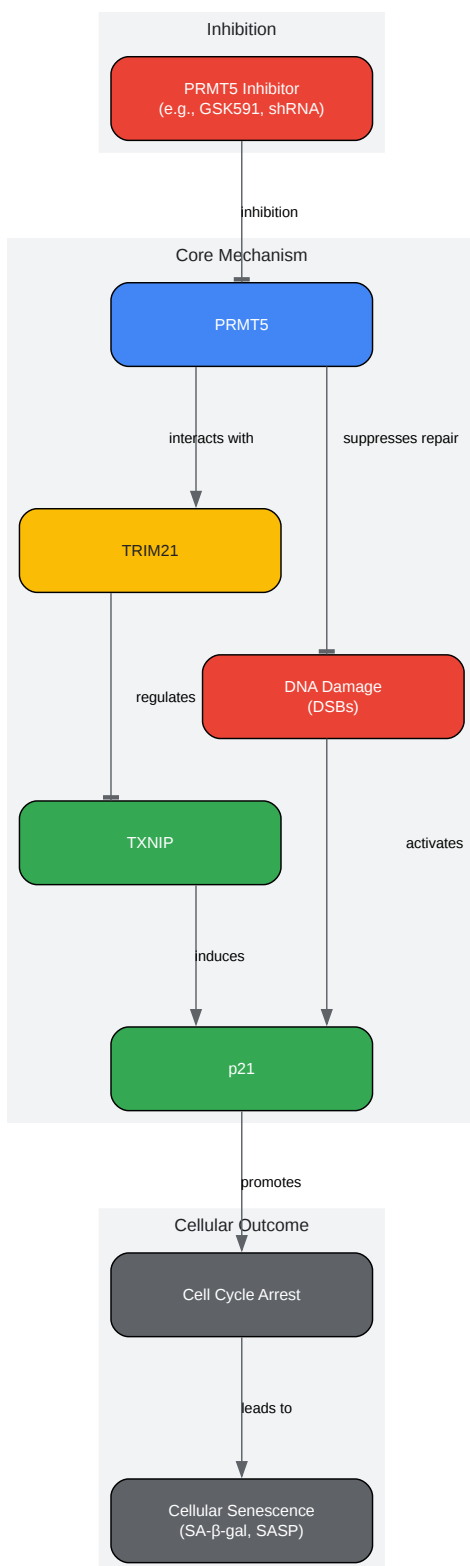 Inhibition
PRMT5 Inhibitor
(e.g., GSK591, shRNA)
inhibition
Core Mechanism
PRMT5
interacts with
suppresses repair
TRIM21
DNA Damage
(DSBs)
regulates
TXNIP
activates
induces
p21
promotes
Cellular Outcome
Cell Cycle Arrest
leads to
Cellular Senescence
(SA-β-gal, SASP)